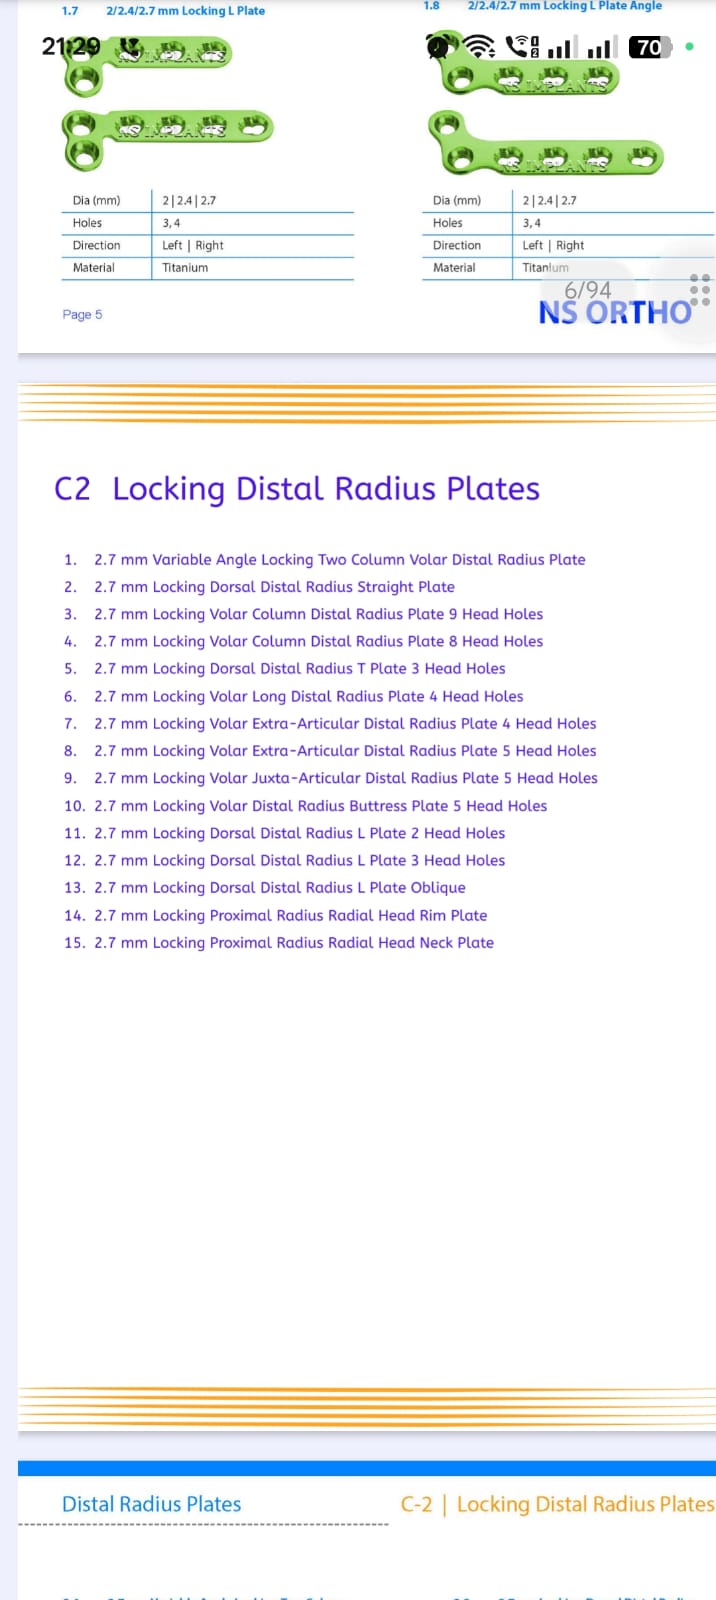 1.7 2/2.4/2.7 mm Locking L Plate
1.8 2/2.4/2.7 mm Locking L Plate Angle
21:29
70
NS IMPLANTS
NS IMPLANTS
NS IMPLANTS
NS IMPLANTS
Dia (mm) 2 | 2.4 | 2.7
Holes 3, 4
Direction Left | Right
Material Titanium
Dia (mm) 2 | 2.4 | 2.7
Holes 3, 4
Direction Left | Right
Material Titanium
6/94
Page 5
NS ORTHO
C2 Locking Distal Radius Plates
1. 2.7 mm Variable Angle Locking Two Column Volar Distal Radius Plate
2. 2.7 mm Locking Dorsal Distal Radius Straight Plate
3. 2.7 mm Locking Volar Column Distal Radius Plate 9 Head Holes
4. 2.7 mm Locking Volar Column Distal Radius Plate 8 Head Holes
5. 2.7 mm Locking Dorsal Distal Radius T Plate 3 Head Holes
6. 2.7 mm Locking Volar Long Distal Radius Plate 4 Head Holes
7. 2.7 mm Locking Volar Extra-Articular Distal Radius Plate 4 Head Holes
8. 2.7 mm Locking Volar Extra-Articular Distal Radius Plate 5 Head Holes
9. 2.7 mm Locking Volar Juxta-Articular Distal Radius Plate 5 Head Holes
10. 2.7 mm Locking Volar Distal Radius Buttress Plate 5 Head Holes
11. 2.7 mm Locking Dorsal Distal Radius L Plate 2 Head Holes
12. 2.7 mm Locking Dorsal Distal Radius L Plate 3 Head Holes
13. 2.7 mm Locking Dorsal Distal Radius L Plate Oblique
14. 2.7 mm Locking Proximal Radius Radial Head Rim Plate
15. 2.7 mm Locking Proximal Radius Radial Head Neck Plate
Distal Radius Plates
C-2 | Locking Distal Radius Plates